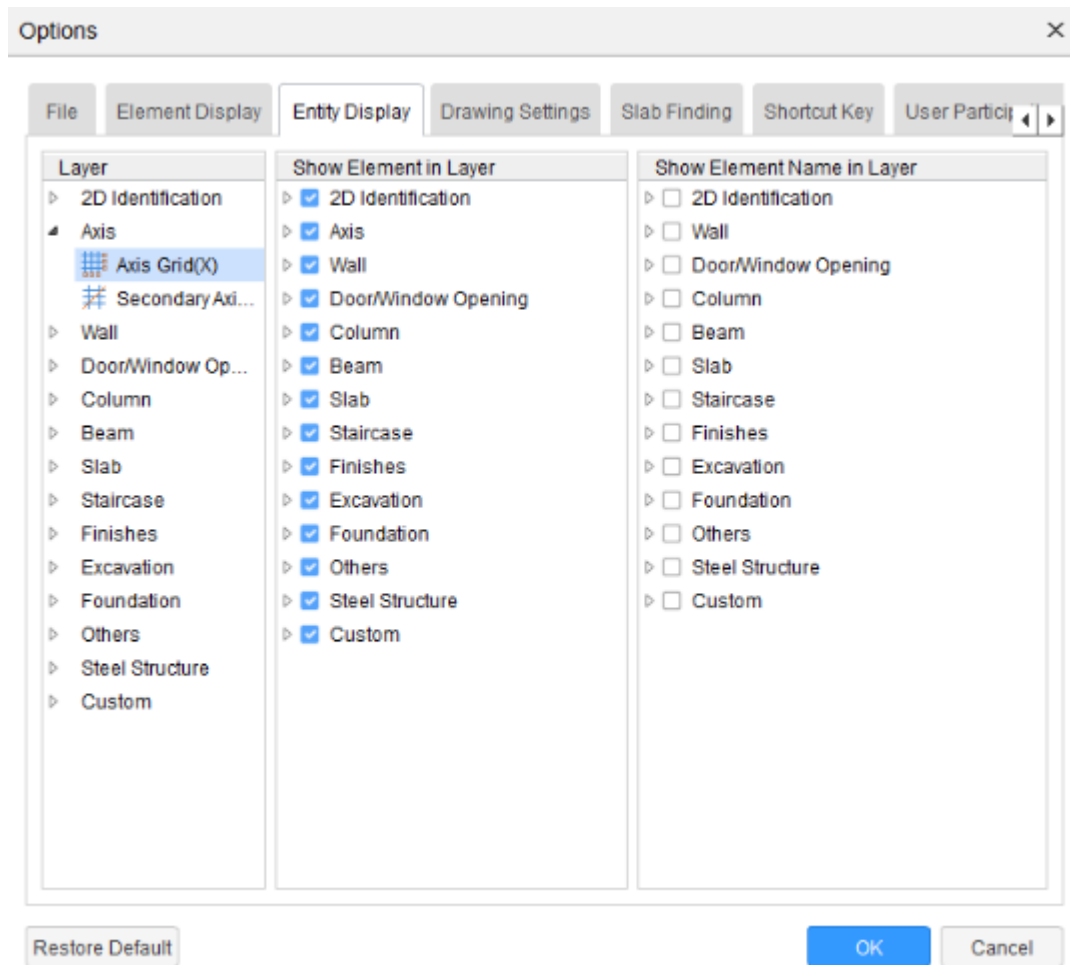 Options
File Element Display Entity Display Drawing Settings Slab Finding Shortcut Key User
Layer
2D Identification
Axis
Axis Grid(X)
Secondary Axi...
Wall
Door/Window Op...
Column
Beam
Slab
Staircase
Finishes
Excavation
Foundation
Others
Steel Structure
Custom
Show Element in Layer
2D Identification
Axis
Wall
Door/Window Opening
Column
Beam
Slab
Staircase
Finishes
Excavation
Foundation
Others
Steel Structure
Custom
Show Element Name in Layer
2D Identification
Wall
Door/Window Opening
Column
Beam
Slab
Staircase
Finishes
Excavation
Foundation
Others
Steel Structure
Custom
Restore Default OK Cancel